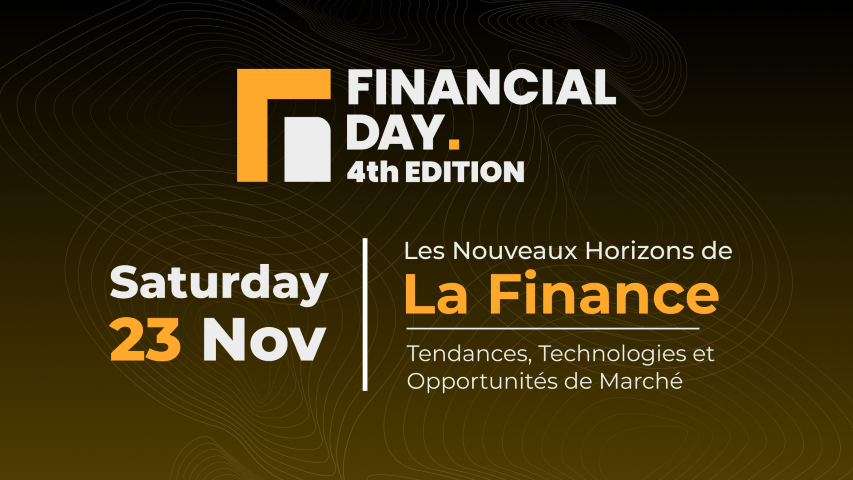 FINANCIAL
DAY.
4th EDITION
Saturday
23 Nov
Les Nouveaux Horizons de
La Finance
Tendances, Technologies et
Opportunités de Marché